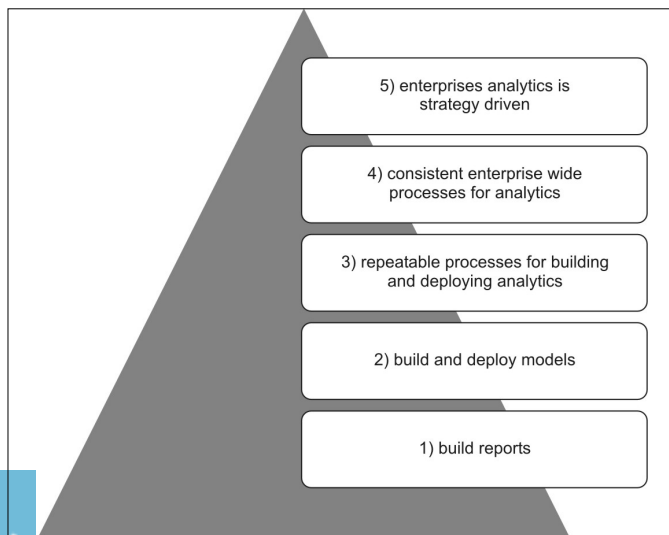 5) enterprises analytics is
strategy driven
4) consistent enterprise wide
processes for analytics
3) repeatable processes for building
and deploying analytics
2) build and deploy models
1) build reports